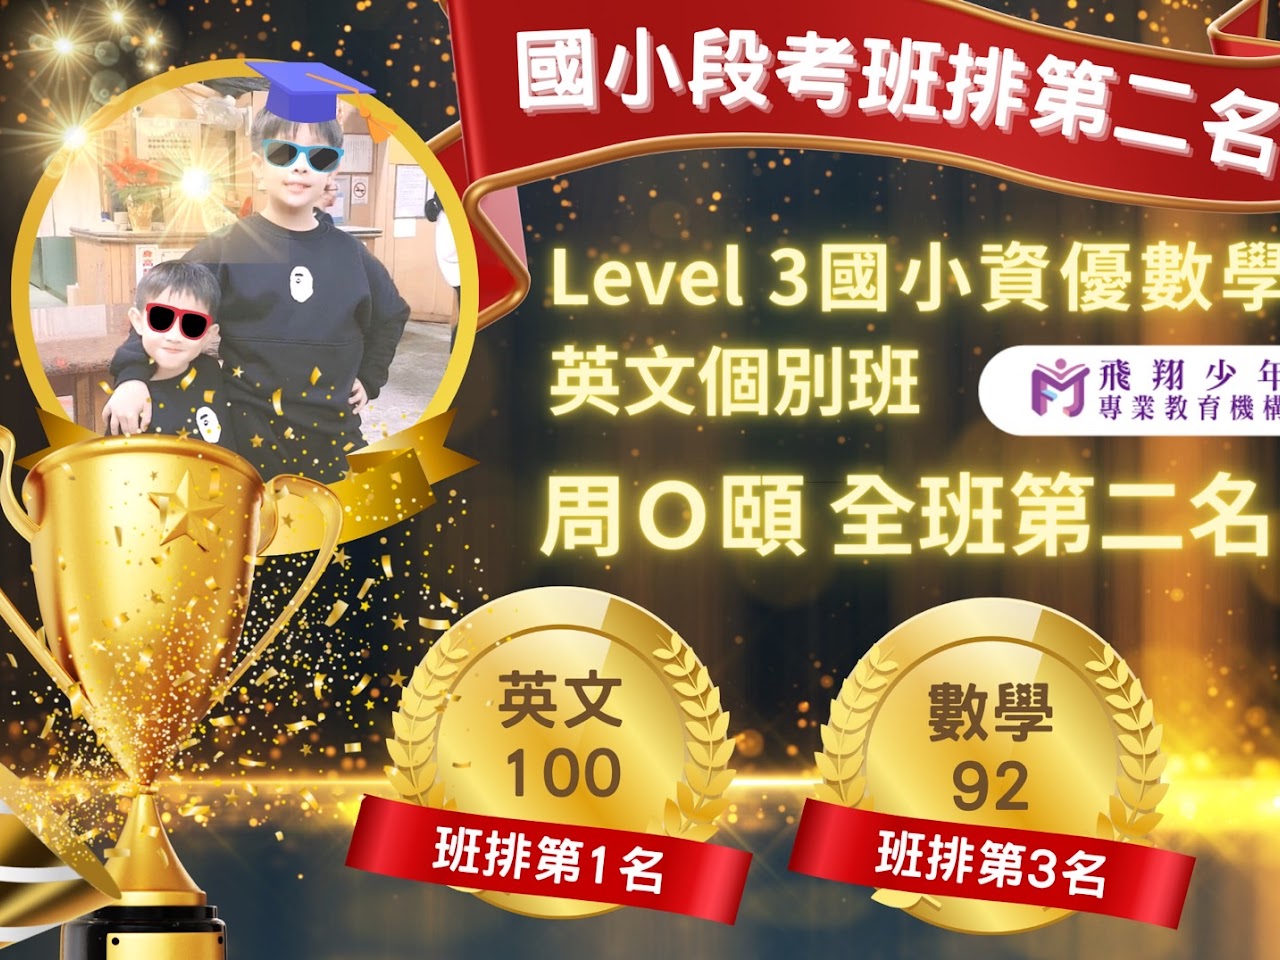 國小段考班排第二名
Level 3國小資優數學
英文個別班
飛翔少年
專業教育機構
周O頤 全班第二名
英文
100
班排第1名
數學
92
班排第3名